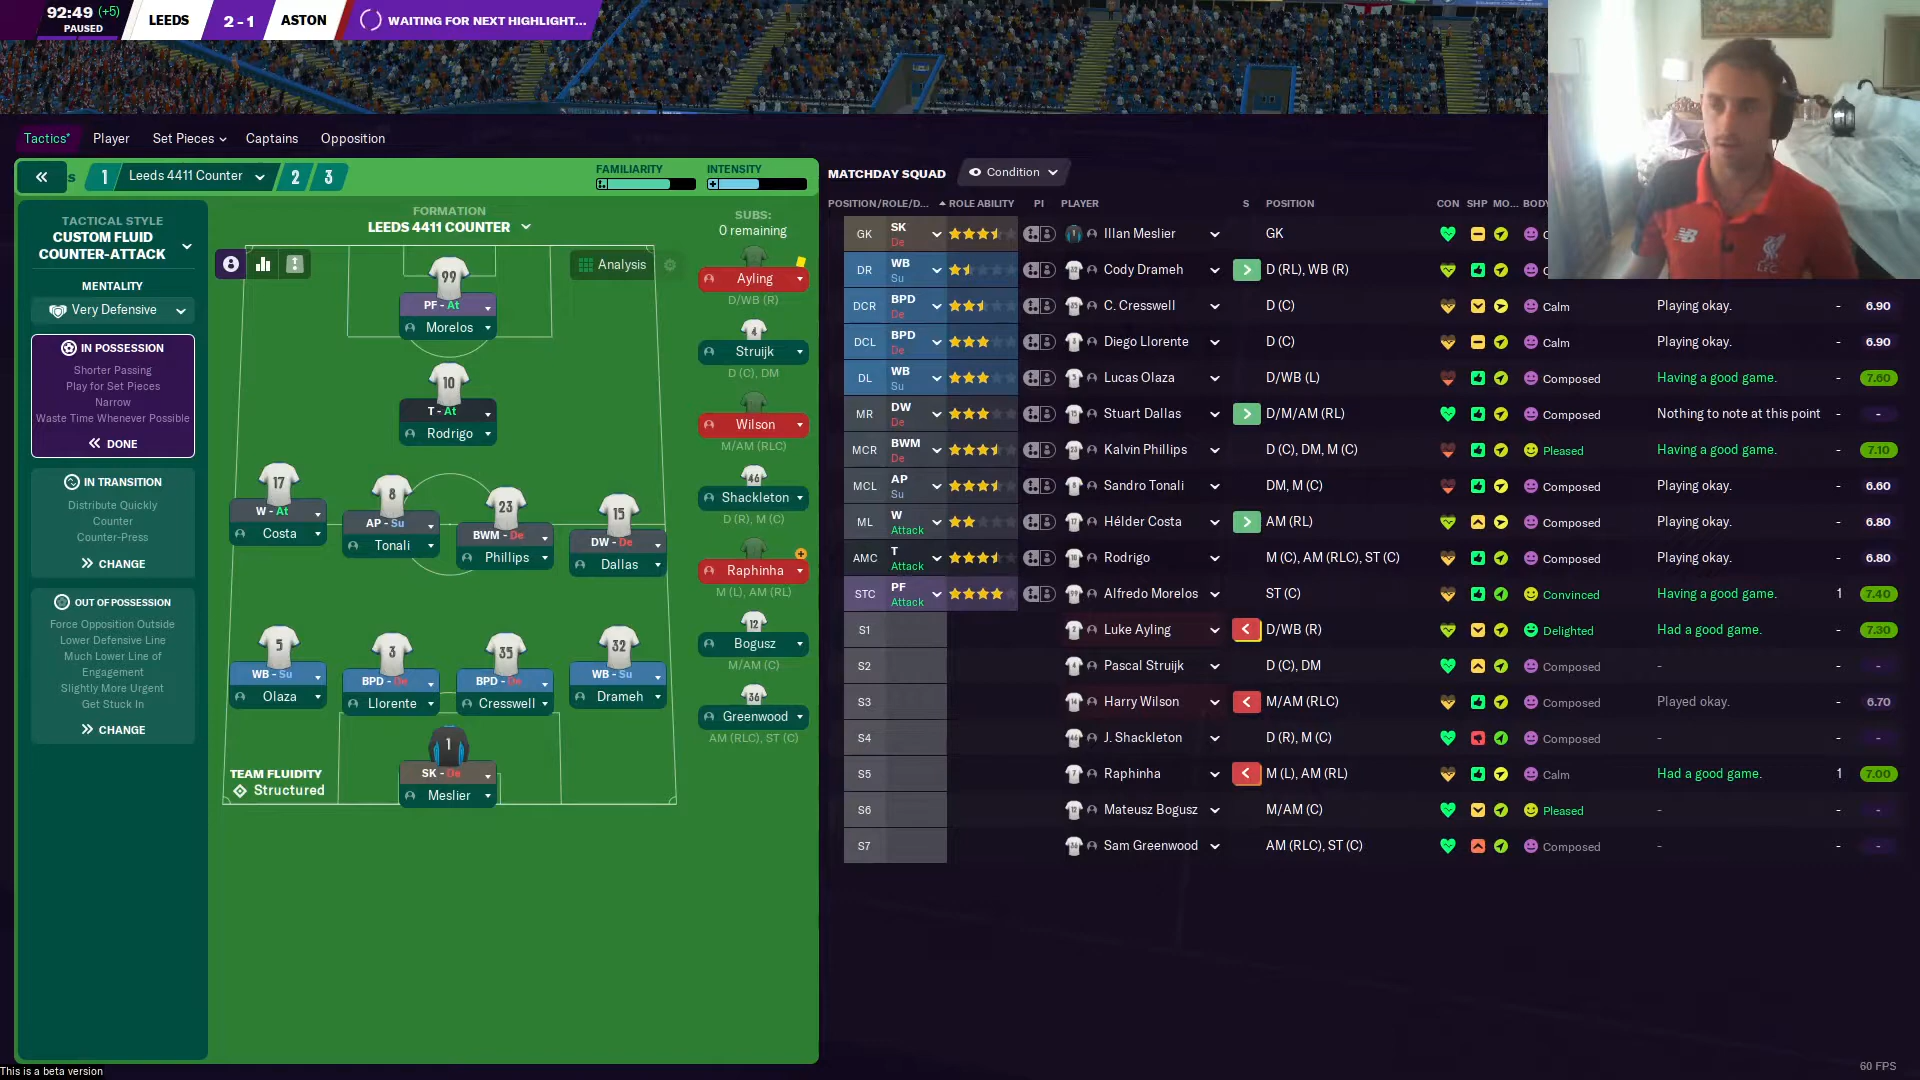 92:49 (+5)
PAUSED
LEEDS
2 - 1
ASTON
WAITING FOR NEXT HIGHLIGHT...
Tactics*
Player
Set Pieces
Captains
Opposition
1
Leeds 4411 Counter
2
3
FAMILIARITY
INTENSITY
TACTICAL STYLE
CUSTOM FLUID
COUNTER-ATTACK
MENTALITY
Very Defensive
IN POSSESSION
Shorter Passing
Play for Set Pieces
Narrow
Waste Time Whenever Possible
DONE
IN TRANSITION
Distribute Quickly
Counter
Counter-Press
CHANGE
OUT OF POSSESSION
Force Opposition Outside
Lower Defensive Line
Much Lower Line of
Engagement
Slightly More Urgent
Get Stuck In
CHANGE
FORMATION
LEEDS 4411 COUNTER
Analysis
99
PF - At
Morelos
10
T - At
Rodrigo
17
W - At
Costa
8
AP - Su
Tonali
23
BWM - De
Phillips
15
DW - De
Dallas
5
WB - Su
Olaza
3
BPD - De
Llorente
35
BPD - De
Cresswell
32
WB - Su
Drameh
1
SK - De
Meslier
TEAM FLUIDITY
Structured
SUBS:
0 remaining
Ayling
D/WB (R)
4
Struijk
D (C), DM
Wilson
M/AM (RLC)
46
Shackleton
D (R), M (C)
Raphinha
M (L), AM (RL)
12
Bogusz
M/AM (C)
36
Greenwood
AM (RLC), ST (C)
MATCHDAY SQUAD
Condition
POSITION/ROLE/D... ROLE ABILITY PI PLAYER S POSITION CON SHP MO... BODY
GK SK De Illan Meslier GK
DR WB Su Cody Drameh D (RL), WB (R)
DCR BPD De C. Cresswell D (C) Calm Playing okay. - 6.90
DCL BPD De Diego Llorente D (C) Calm Playing okay. - 6.90
DL WB Su Lucas Olaza D/WB (L) Composed Having a good game. - 7.60
MR DW De Stuart Dallas D/M/AM (RL) Composed Nothing to note at this point - -
MCR BWM De Kalvin Phillips D (C), DM, M (C) Pleased Having a good game. - 7.10
MCL AP Su Sandro Tonali DM, M (C) Composed Playing okay. - 6.60
ML W Attack Hélder Costa AM (RL) Composed Playing okay. - 6.80
AMC T Attack Rodrigo M (C), AM (RLC), ST (C) Composed Playing okay. - 6.80
STC PF Attack Alfredo Morelos ST (C) Convinced Having a good game. 1 7.40
S1 Luke Ayling D/WB (R) Delighted Had a good game. - 7.30
S2 Pascal Struijk D (C), DM Composed - - -
S3 Harry Wilson M/AM (RLC) Composed Played okay. - 6.70
S4 J. Shackleton D (R), M (C) Composed - - -
S5 Raphinha M (L), AM (RL) Calm Had a good game. 1 7.00
S6 Mateusz Bogusz M/AM (C) Pleased - - -
S7 Sam Greenwood AM (RLC), ST (C) Composed - - -
This is a beta version
60 FPS